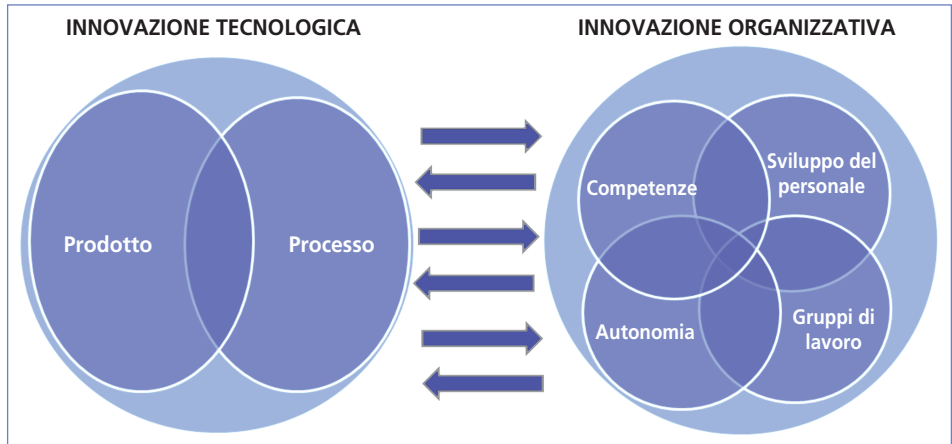 INNOVAZIONE TECNOLOGICA
INNOVAZIONE ORGANIZZATIVA
Prodotto
Processo
Competenze
Sviluppo del
personale
Autonomia
Gruppi di
lavoro